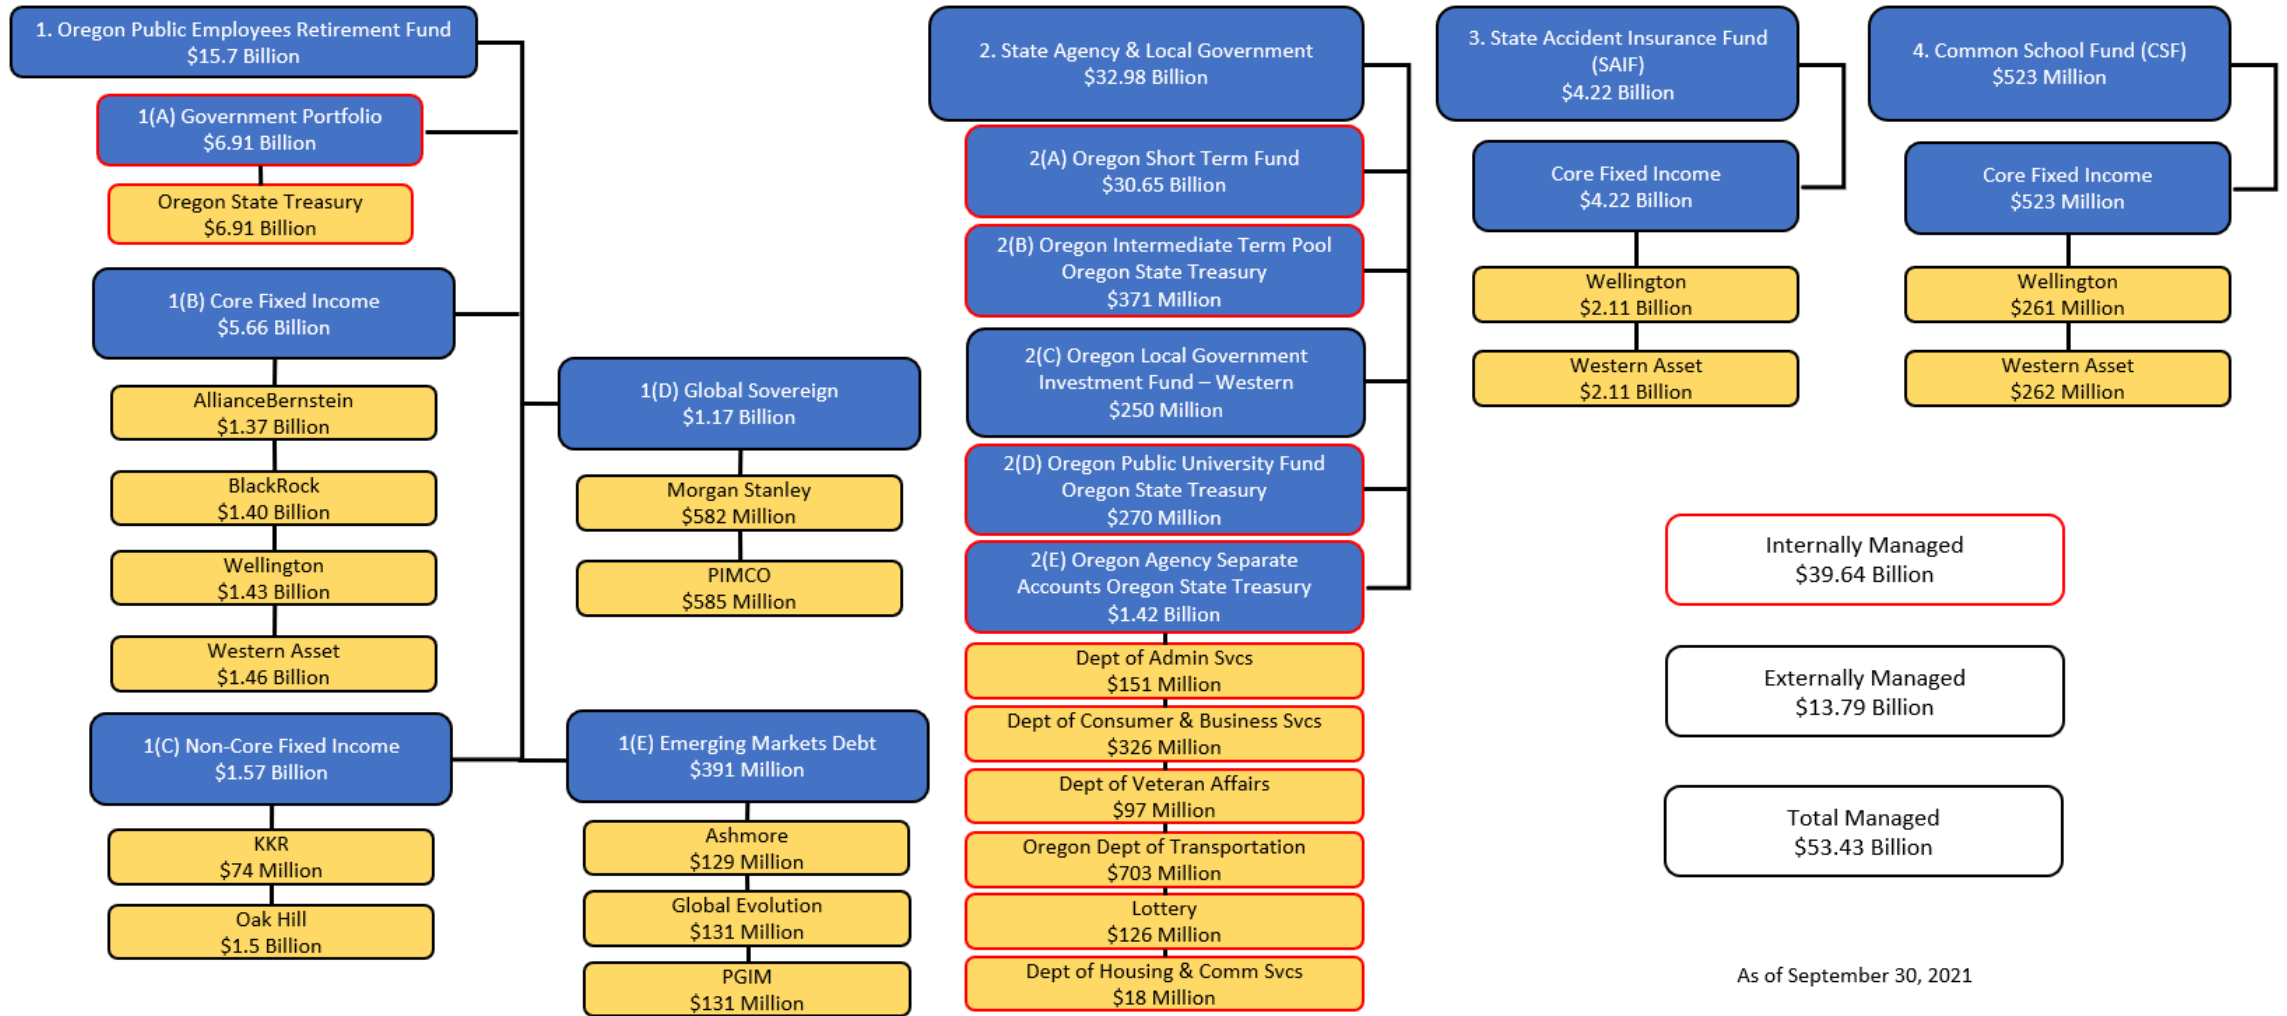 1. Oregon Public Employees Retirement Fund
$15.7 Billion
1(A) Government Portfolio
$6.91 Billion
Oregon State Treasury
$6.91 Billion
1(B) Core Fixed Income
$5.66 Billion
AllianceBernstein
$1.37 Billion
BlackRock
$1.40 Billion
Wellington
$1.43 Billion
Western Asset
$1.46 Billion
1(C) Non-Core Fixed Income
$1.57 Billion
KKR
$74 Million
Oak Hill
$1.5 Billion
1(D) Global Sovereign
$1.17 Billion
Morgan Stanley
$582 Million
PIMCO
$585 Million
1(E) Emerging Markets Debt
$391 Million
Ashmore
$129 Million
Global Evolution
$131 Million
PGIM
$131 Million
2. State Agency & Local Government
$32.98 Billion
2(A) Oregon Short Term Fund
$30.65 Billion
2(B) Oregon Intermediate Term Pool
Oregon State Treasury
$371 Million
2(C) Oregon Local Government
Investment Fund – Western
$250 Million
2(D) Oregon Public University Fund
Oregon State Treasury
$270 Million
2(E) Oregon Agency Separate
Accounts Oregon State Treasury
$1.42 Billion
Dept of Admin Svcs
$151 Million
Dept of Consumer & Business Svcs
$326 Million
Dept of Veteran Affairs
$97 Million
Oregon Dept of Transportation
$703 Million
Lottery
$126 Million
Dept of Housing & Comm Svcs
$18 Million
3. State Accident Insurance Fund
(SAIF)
$4.22 Billion
Core Fixed Income
$4.22 Billion
Wellington
$2.11 Billion
Western Asset
$2.11 Billion
4. Common School Fund (CSF)
$523 Million
Core Fixed Income
$523 Million
Wellington
$261 Million
Western Asset
$262 Million
Internally Managed
$39.64 Billion
Externally Managed
$13.79 Billion
Total Managed
$53.43 Billion
As of September 30, 2021